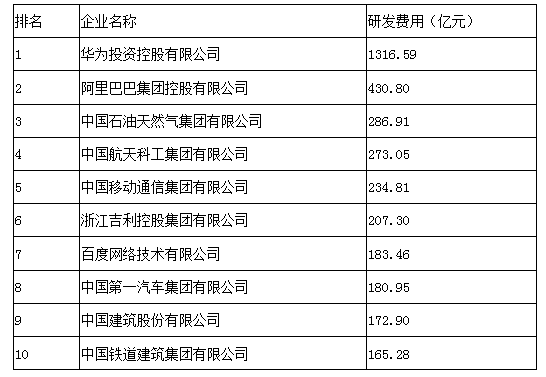 排名 企业名称 研发费用（亿元）
1 华为投资控股有限公司 1316.59
2 阿里巴巴集团控股有限公司 430.80
3 中国石油天然气集团有限公司 286.91
4 中国航天科工集团有限公司 273.05
5 中国移动通信集团有限公司 234.81
6 浙江吉利控股集团有限公司 207.30
7 百度网络技术有限公司 183.46
8 中国第一汽车集团有限公司 180.95
9 中国建筑股份有限公司 172.90
10 中国铁道建筑集团有限公司 165.28